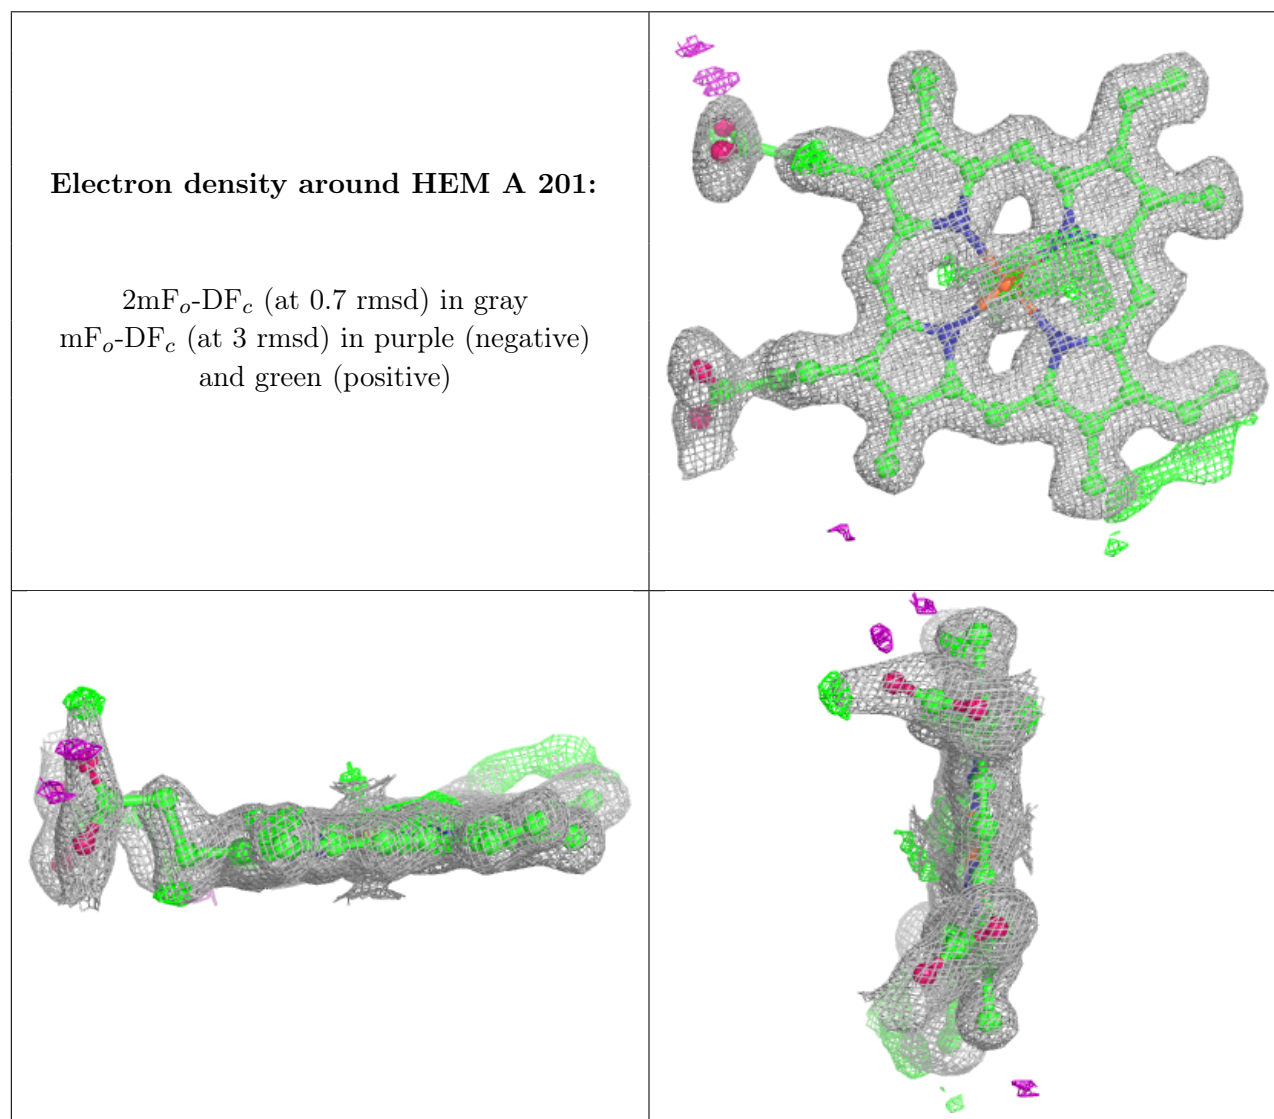 Electron density around HEM A 201:
2mFo-DFc (at 0.7 rmsd) in gray
mFo-DFc (at 3 rmsd) in purple (negative)
and green (positive)